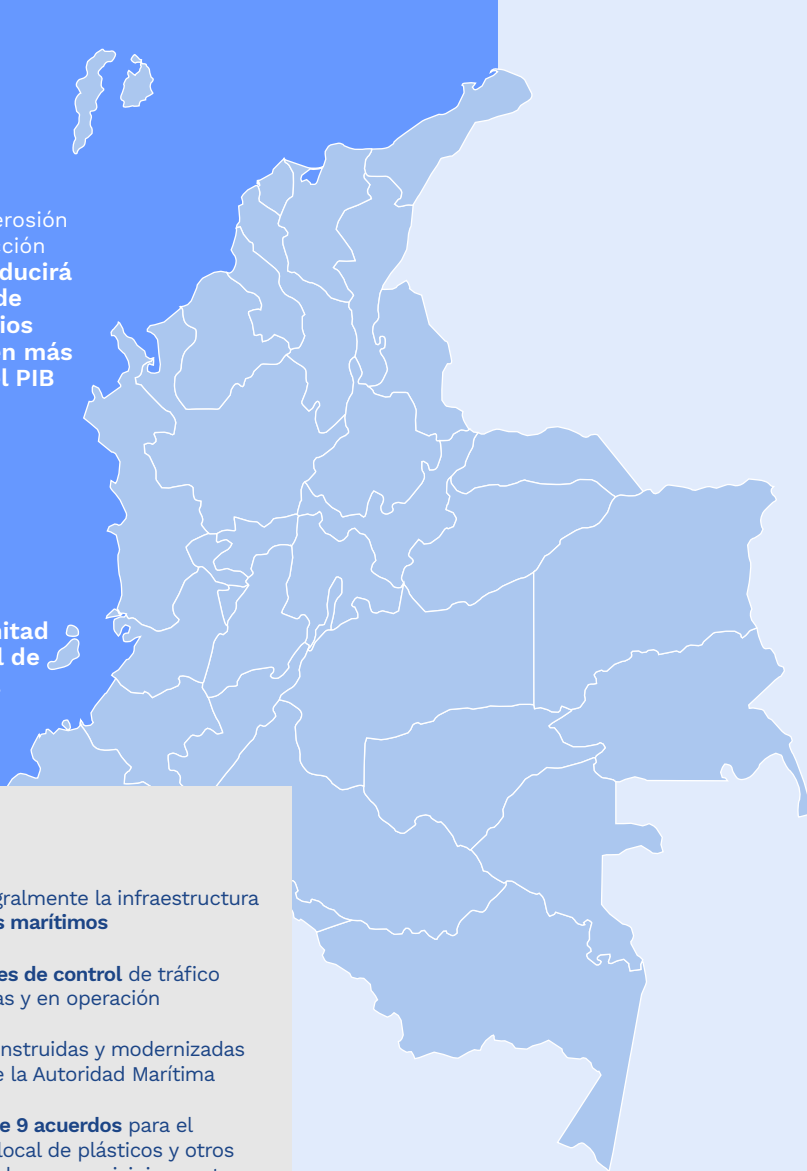 erosión
ción
ducirá
de
ios
n más
l PIB
nitad
l de
gralmente la infraestructura
s marítimos
es de control de tráfico
as y en operación
nstruidas y modernizadas
e la Autoridad Marítima
e 9 acuerdos para el
local de plásticos y otros